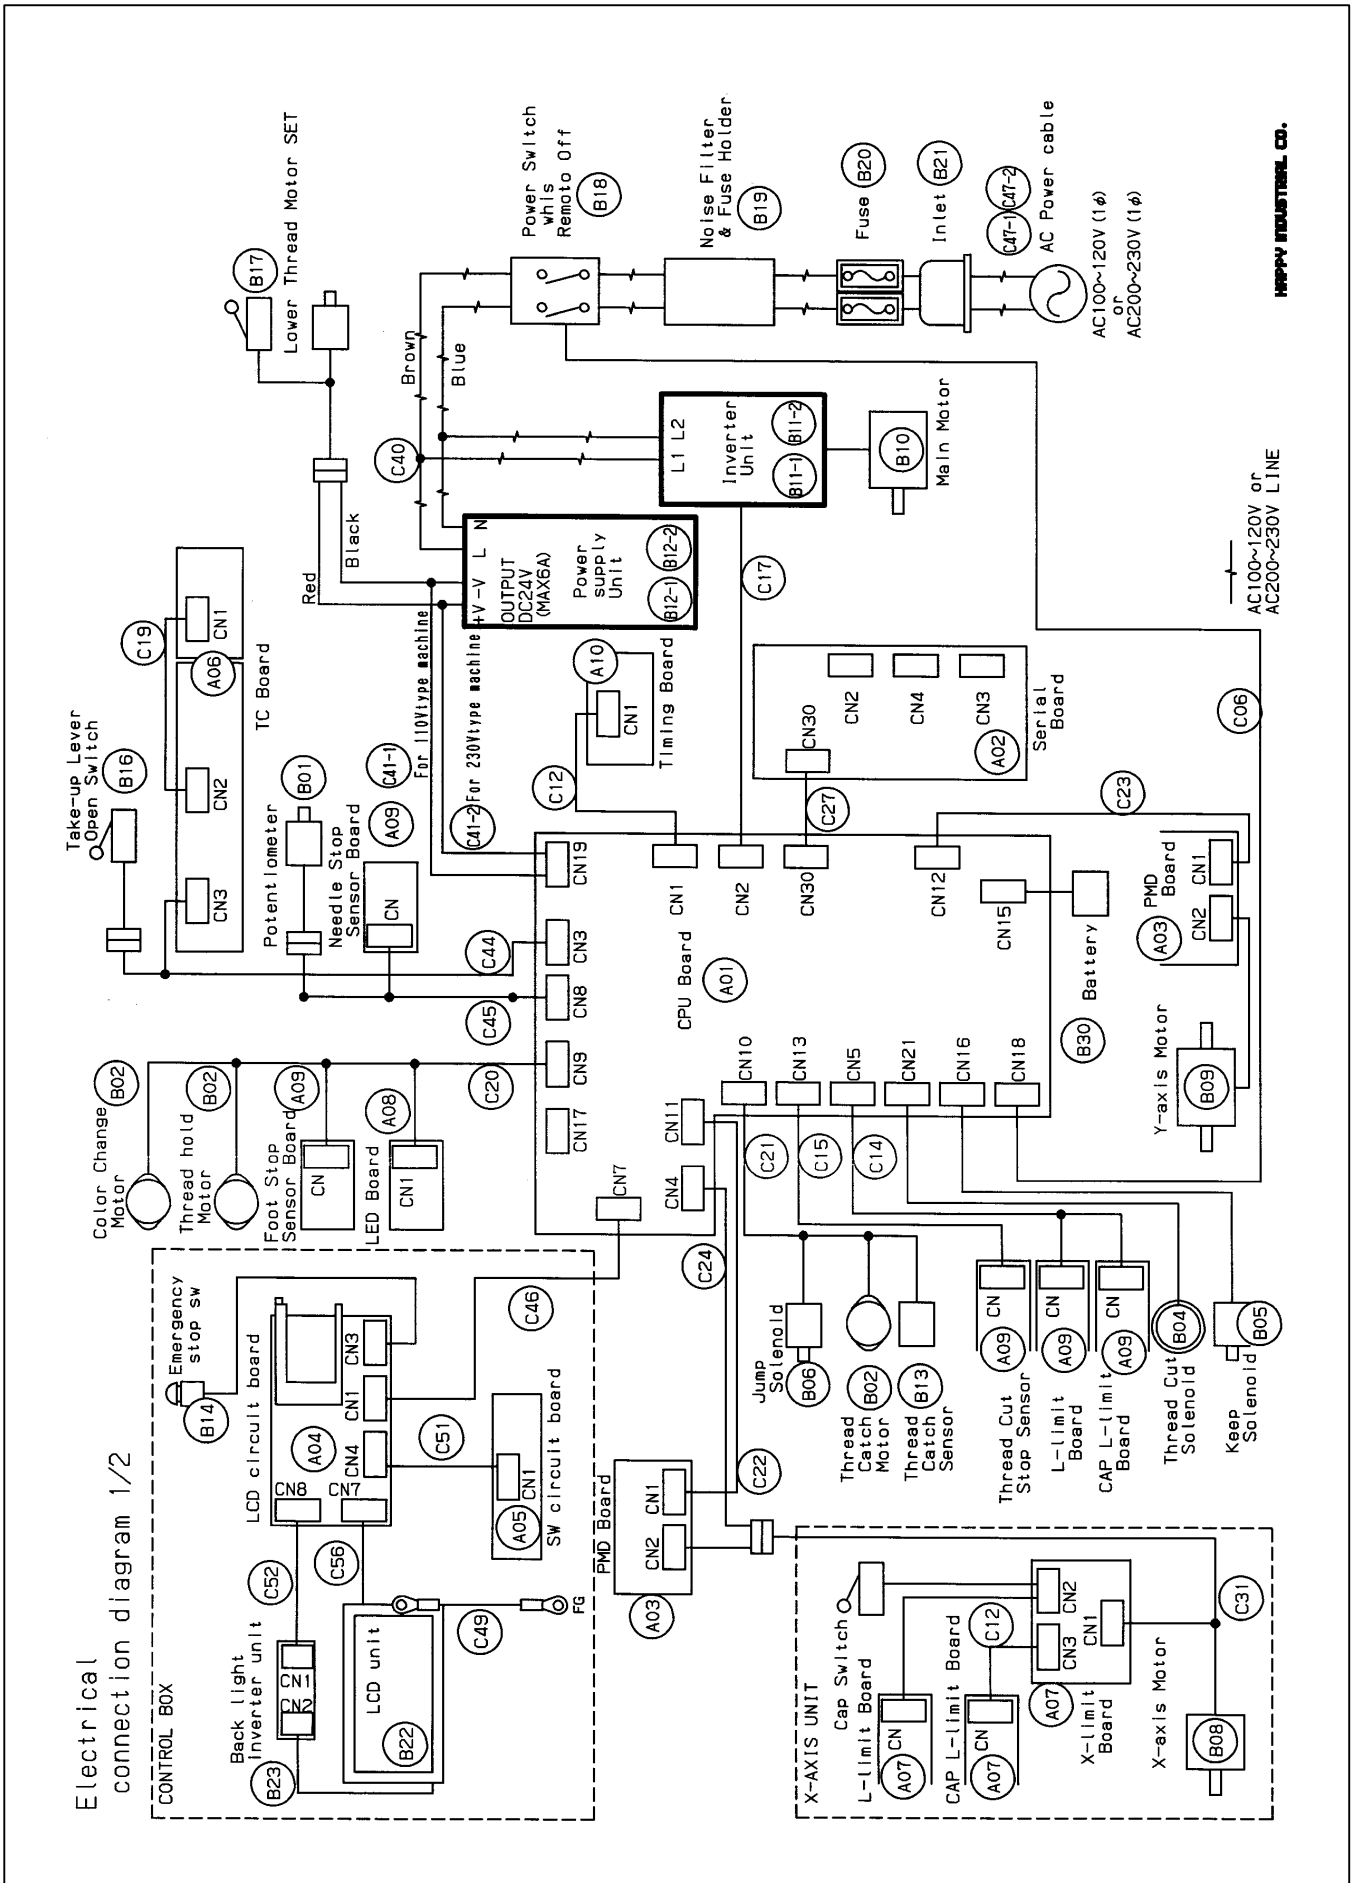 Electrical
connection diagram 1/2
CONTROL BOX
Back light
inverter unit
B23
CN2
CN1
C52
LCD unit
B22
C56
C49
FG
LCD circuit board
CN8
CN7
A04
CN4
CN1
CN3
B14
Emergency
stop sw
C51
A05
CN1
SW circuit board
C46
Color Change
Motor
B02
Thread hold
Motor
B02
Foot Stop
Sensor Board
A09
CN
LED Board
A08
CN1
C20
Take-up Lever
Open Switch
B16
C19
CN3
CN2
CN1
A06
TC Board
Potentiometer
B01
Needle Stop
Sensor Board
A09
CN
C45
C44
C41-1
For 110Vtype machine
C41-2
For 230Vtype machine
B17
Lower Thread Motor SET
Red
Black
C40
Brown
Blue
+V -V L N
OUTPUT
DC24V
(MAX6A)
Power
supply
Unit
B12-1
B12-2
L1 L2
Inverter
Unit
B11-1
B11-2
B10
Main Motor
Power Switch
whis
Remoto Off
B18
Noise Filter
& Fuse Holder
B19
Fuse
B20
Inlet
B21
C47-1
C47-2
AC Power cable
AC100~120V (1φ)
or
AC200~230V (1φ)
C12
A10
CN1
Timing Board
C17
CN7
CN17
CN9
CN8
CN3
CN19
CN4
CN11
CPU Board
A01
CN1
CN2
CN30
CN12
CN15
CN10
CN13
CN5
CN21
CN16
CN18
C27
CN30
CN2
CN4
CN3
A02
Serial
Board
C23
C06
B30
Battery
PMD
Board
A03
CN2
CN1
Y-axis Motor
B09
AC100~120V or
AC200~230V LINE
C24
C21
C15
C14
C22
PMD Board
CN2
CN1
A03
Jump
Solenoid
B06
Thread
Catch
Motor
B02
Thread
Catch
Sensor
B13
Thread Cut
Stop Sensor
A09
CN
L-limit
Board
A09
CN
CAP L-limit
Board
A09
CN
Thread Cut
Solenoid
B04
Keep
Solenoid
B05
X-AXIS UNIT
Cap Switch
L-limit Board
A07
CN
CAP L-limit Board
A07
CN
C12
CN2
CN3
CN1
A07
X-limit
Board
X-axis Motor
B08
C31
HAPPY INDUSTRIAL CO.